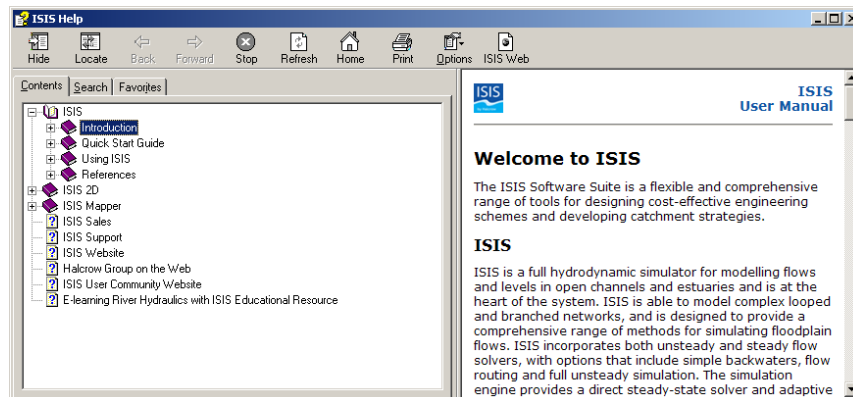 ISIS Help
Hide Locate Back Forward Stop Refresh Home Print Options ISIS Web
Contents Search Favorites
ISIS
Introduction
Quick Start Guide
Using ISIS
References
ISIS 2D
ISIS Mapper
ISIS Sales
ISIS Support
ISIS Website
Halcrow Group on the Web
ISIS User Community Website
E-learning River Hydraulics with ISIS Educational Resource
ISIS
ISIS
User Manual
Welcome to ISIS
The ISIS Software Suite is a flexible and comprehensive
range of tools for designing cost-effective engineering
schemes and developing catchment strategies.
ISIS
ISIS is a full hydrodynamic simulator for modelling flows
and levels in open channels and estuaries and is at the
heart of the system. ISIS is able to model complex looped
and branched networks, and is designed to provide a
comprehensive range of methods for simulating floodplain
flows. ISIS incorporates both unsteady and steady flow
solvers, with options that include simple backwaters, flow
routing and full unsteady simulation. The simulation
engine provides a direct steady-state solver and adaptive